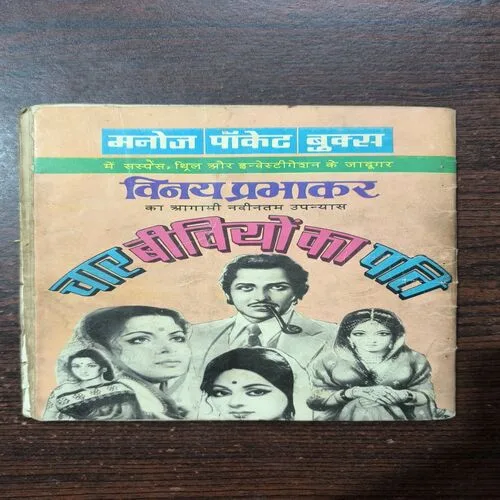 मनोज पॉकेट बुक्स
में सस्पेंस, थ्रिल और इन्वेस्टीगेशन के जादूगर
विनय प्रभाकर
का आगामी नवीनतम उपन्यास
चार बीवियों का पति